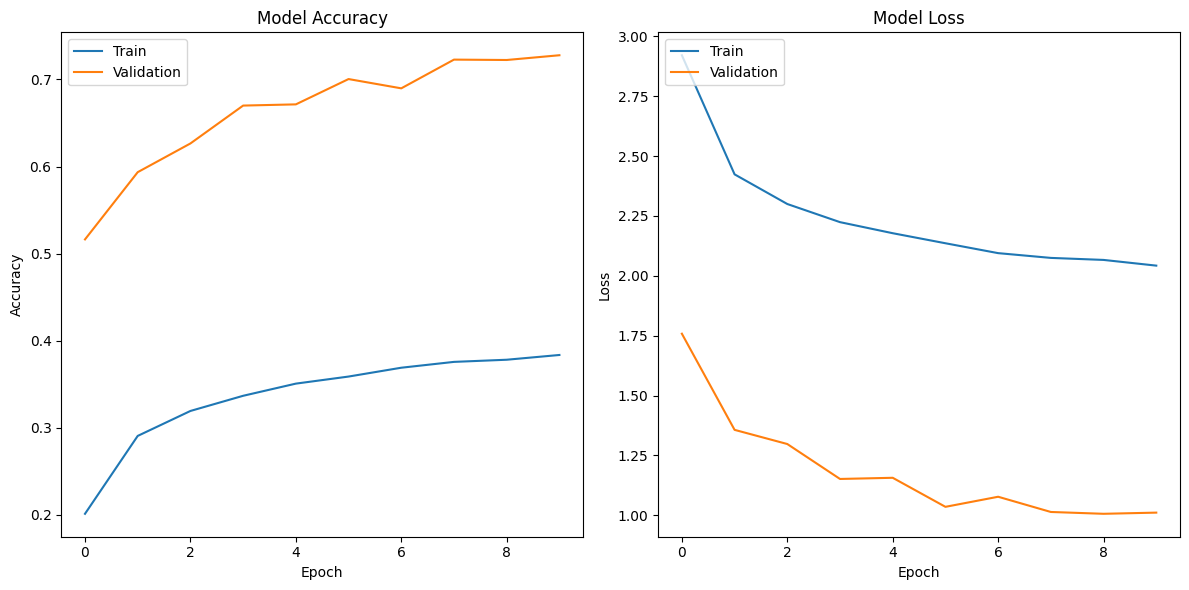 Model Accuracy
Train
Validation
0.7
0.6
0.5
0.4
0.3
0.2
Accuracy
0 2 4 6 8
Epoch
Model Loss
Train
Validation
3.00
2.75
2.50
2.25
2.00
1.75
1.50
1.25
1.00
Loss
0 2 4 6 8
Epoch